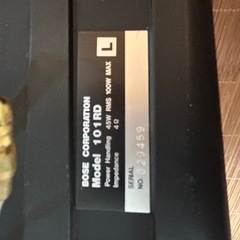 L
BOSE CORPORATION
Model 101RD
Power Handling 45W RMS 100W MAX
Impedance 4Ω
SERIAL
NO.